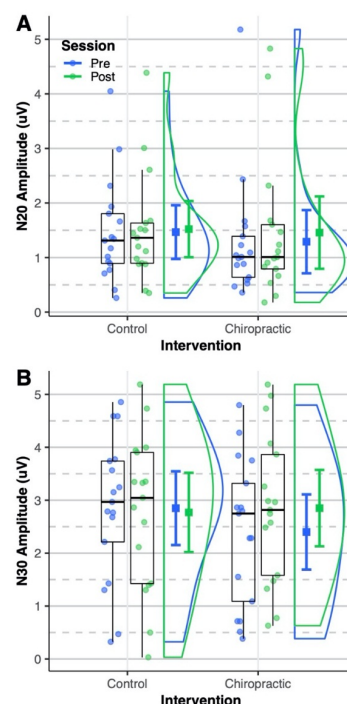 A
Session
Pre
Post
N20 Amplitude (uV)
5
4
3
2
1
0
Control
Chiropractic
Intervention
B
N30 Amplitude (uV)
5
4
3
2
1
0
Control
Chiropractic
Intervention